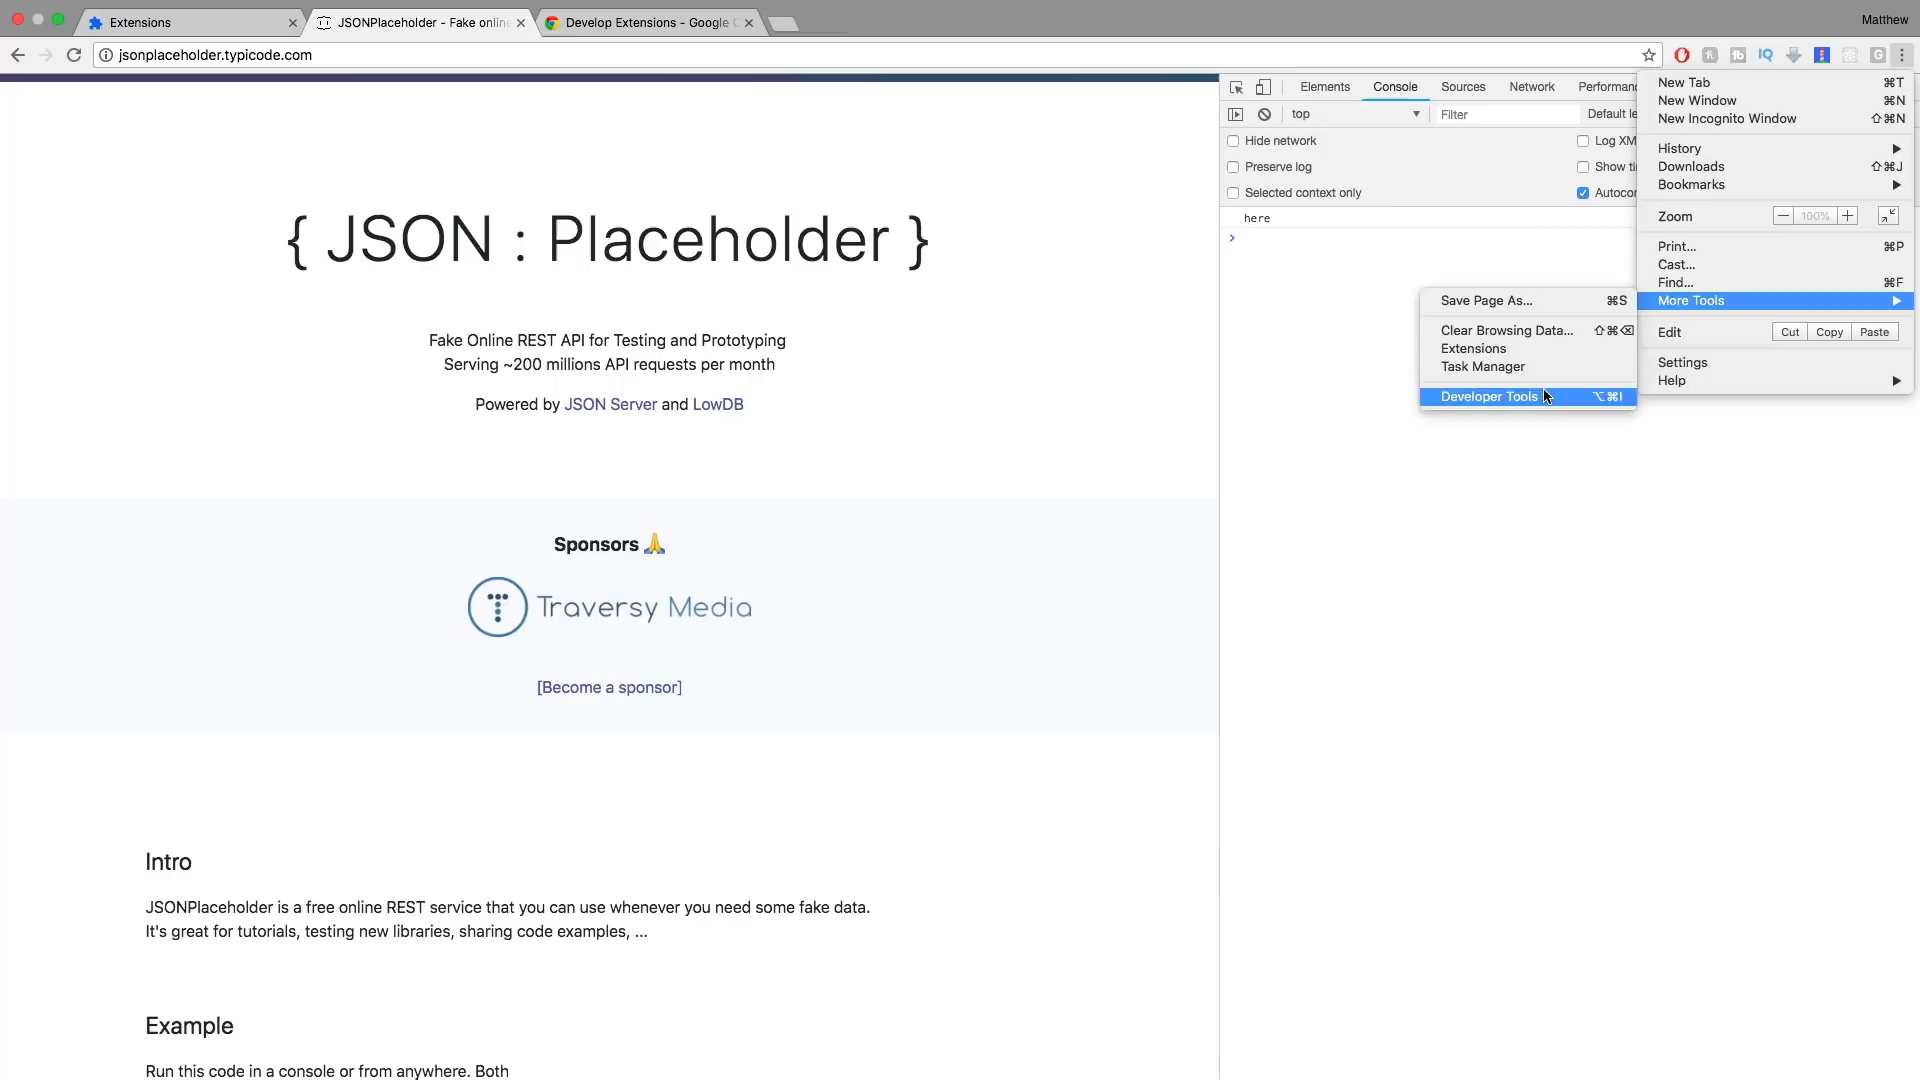 Extensions
JSONPlaceholder - Fake online
Develop Extensions - Google C
Matthew
jsonplaceholder.typicode.com
Elements
Console
Sources
Network
Performan
top
Filter
Default le
Hide network
Log XM
Preserve log
Show ti
Selected context only
Autocor
here
New Tab ⌘T
New Window ⌘N
New Incognito Window ⇧⌘N
History
Downloads ⇧⌘J
Bookmarks
Zoom 100%
Print... ⌘P
Cast...
Find... ⌘F
More Tools
Edit Cut Copy Paste
Settings
Help
Save Page As... ⌘S
Clear Browsing Data... ⇧⌘⌫
Extensions
Task Manager
Developer Tools ⌥⌘I
{ JSON : Placeholder }
Fake Online REST API for Testing and Prototyping
Serving ~200 millions API requests per month
Powered by JSON Server and LowDB
Sponsors 🙏
Traversy Media
[Become a sponsor]
Intro
JSONPlaceholder is a free online REST service that you can use whenever you need some fake data.
It's great for tutorials, testing new libraries, sharing code examples, ...
Example
Run this code in a console or from anywhere. Both